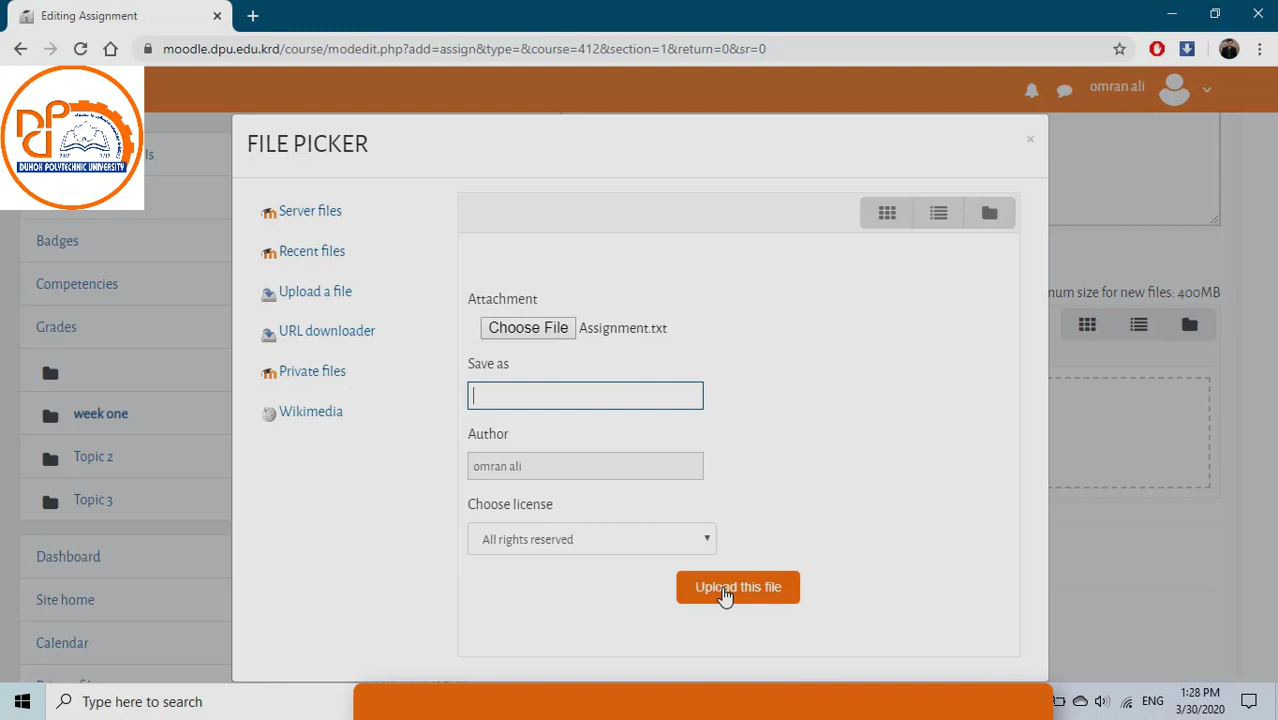 Editing Assignment
moodle.dpu.edu.krd/course/modedit.php?add=assign&type=&course=412&section=1&return=0&sr=0
omran ali
DUHOK POLYTECHNIC UNIVERSITY
FILE PICKER
Server files
Recent files
Upload a file
URL downloader
Private files
Wikimedia
Attachment
Choose File Assignment.txt
Save as
Author
omran ali
Choose license
All rights reserved
Upload this file
Badges
Competencies
Grades
week one
Topic 2
Topic 3
Dashboard
Site home
Calendar
size for new files: 400MB
Type here to search
ENG
1:28 PM
3/30/2020